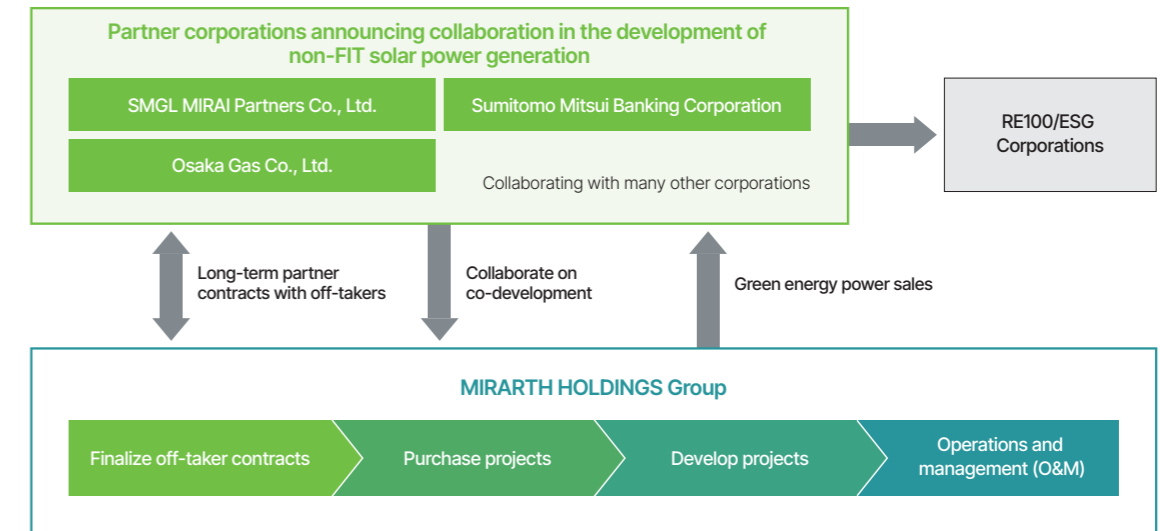 Partner corporations announcing collaboration in the development of
non-FIT solar power generation
SMGL MIRAI Partners Co., Ltd.
Sumitomo Mitsui Banking Corporation
Osaka Gas Co., Ltd.
Collaborating with many other corporations
RE100/ESG
Corporations
Long-term partner
contracts with off-takers
Collaborate on
co-development
Green energy power sales
MIRARTH HOLDINGS Group
Finalize off-taker contracts
Purchase projects
Develop projects
Operations and
management (O&M)